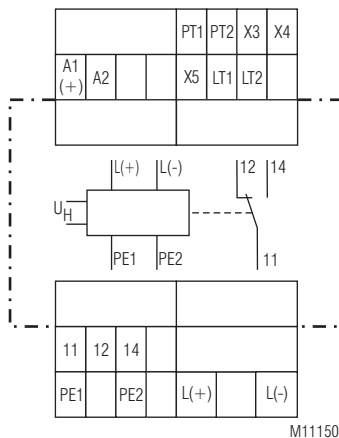 PT1 PT2 X3 X4
A1 (+) A2 X5 LT1 LT2
L(+) L(-) 12 14
UH
PE1 PE2 11
11 12 14
PE1 PE2 L(+) L(-)
M11150